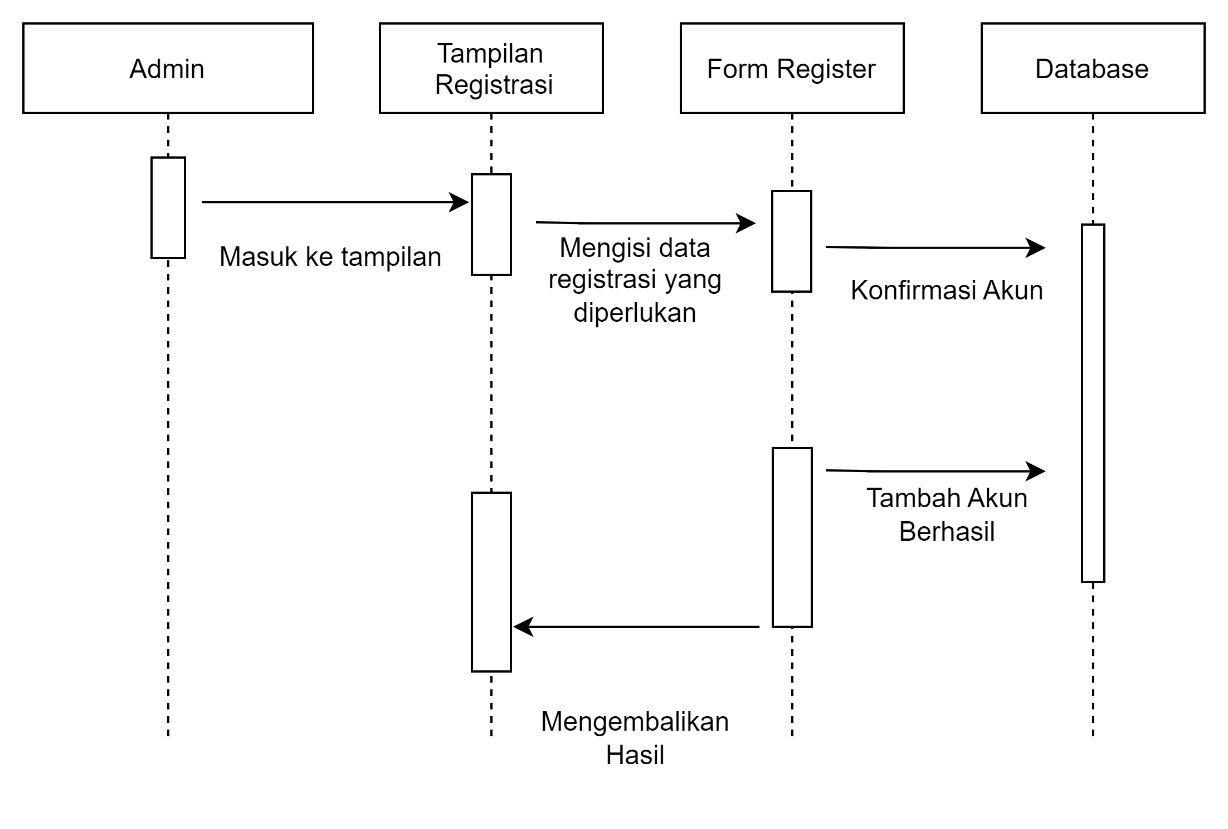 Admin
Tampilan
Registrasi
Form Register
Database
Masuk ke tampilan
Mengisi data
registrasi yang
diperlukan
Konfirmasi Akun
Tambah Akun
Berhasil
Mengembalikan
Hasil